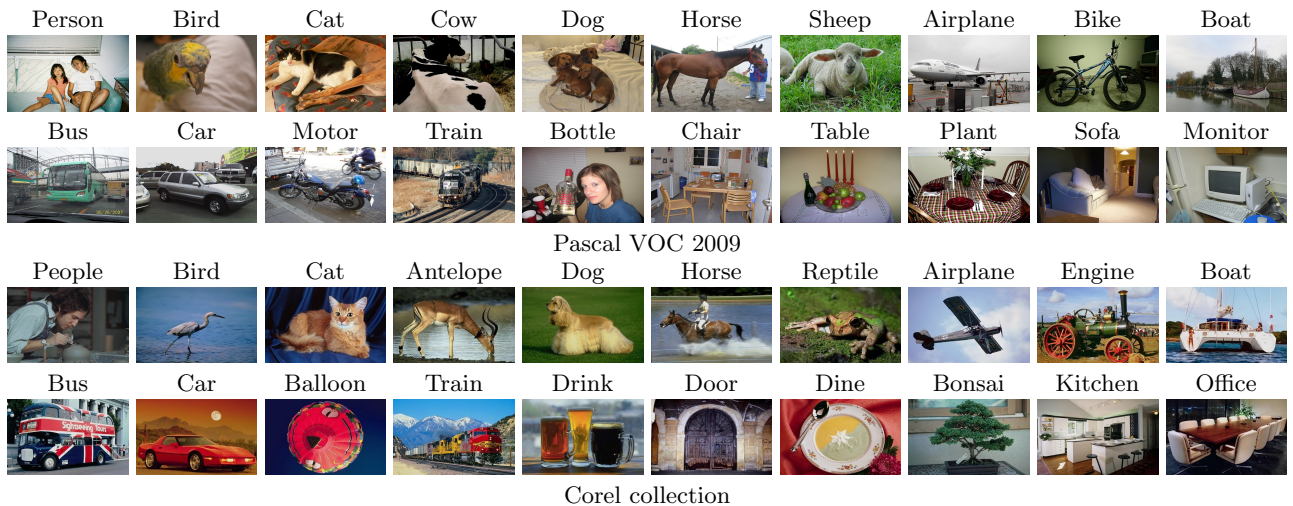 Person Bird Cat Cow Dog Horse Sheep Airplane Bike Boat
Bus Car Motor Train Bottle Chair Table Plant Sofa Monitor
Pascal VOC 2009
People Bird Cat Antelope Dog Horse Reptile Airplane Engine Boat
Bus Car Balloon Train Drink Door Dine Bonsai Kitchen Office
Sightseeing Tours
Corel collection